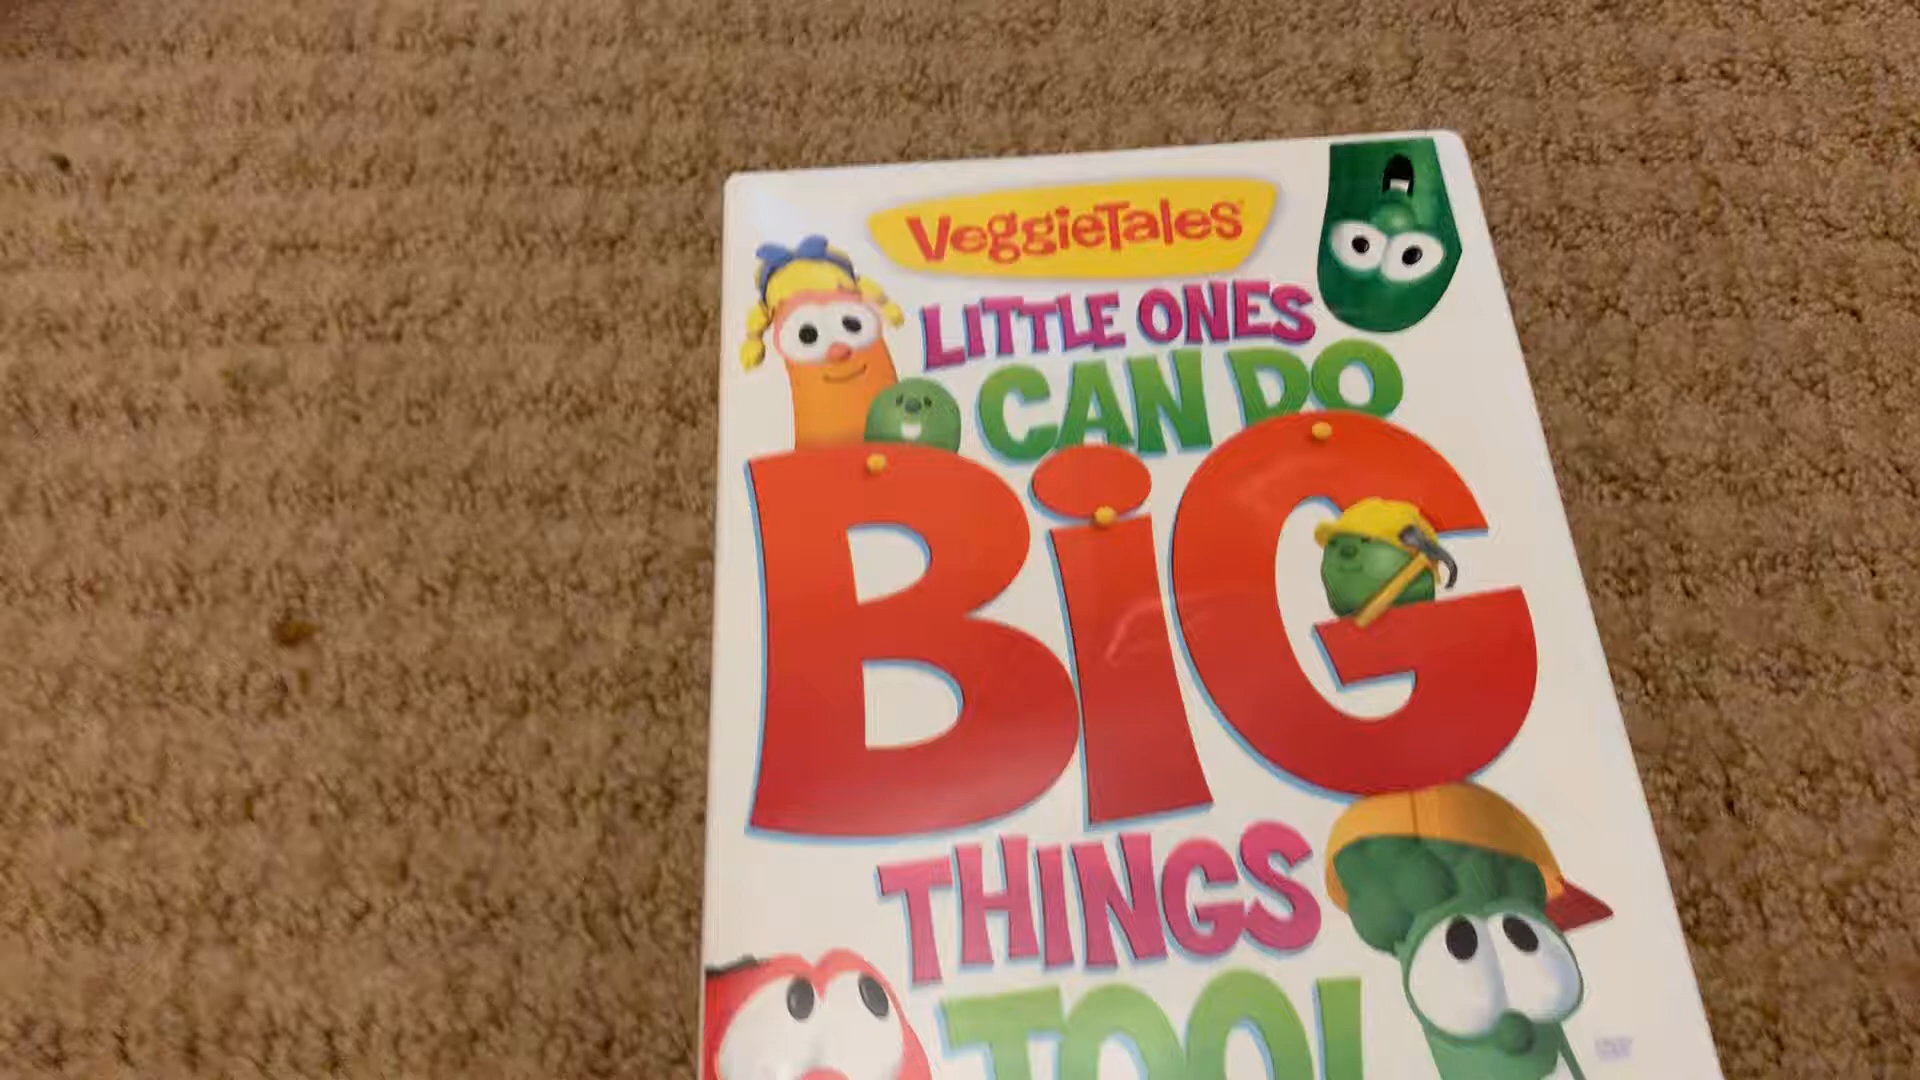 VeggieTales
LITTLE ONES
CAN DO
BiG
THINGS
TOO!